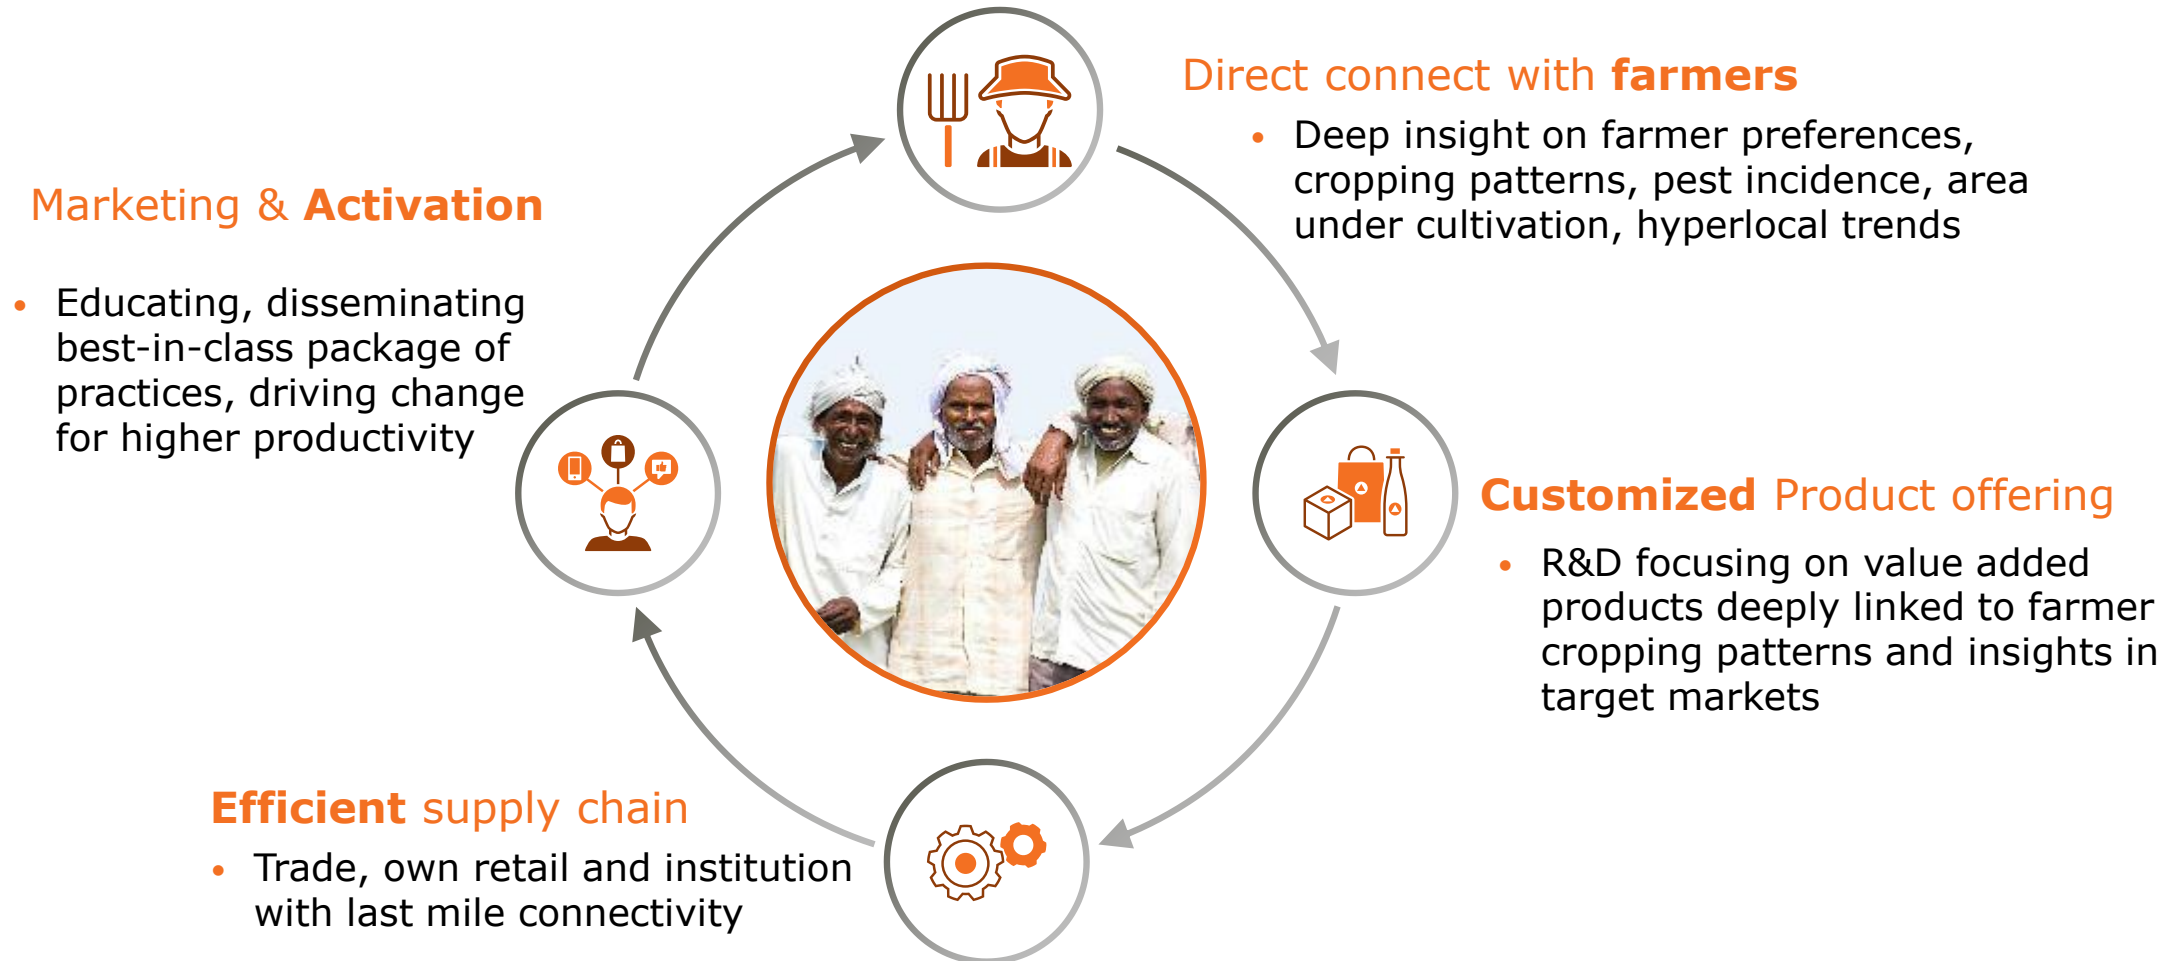 Direct connect with farmers
• Deep insight on farmer preferences,
cropping patterns, pest incidence, area
under cultivation, hyperlocal trends
Marketing & Activation
• Educating, disseminating
best-in-class package of
practices, driving change
for higher productivity
Customized Product offering
• R&D focusing on value added
products deeply linked to farmer
cropping patterns and insights in
target markets
Efficient supply chain
• Trade, own retail and institution
with last mile connectivity